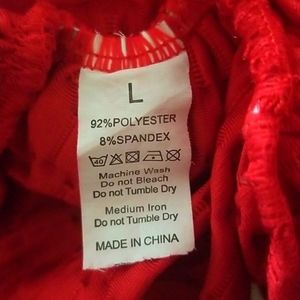 L
92%POLYESTER
8%SPANDEX
40
Machine Wash
Do not Bleach
Do not Tumble Dry
Medium Iron
Do not Tumble Dry
MADE IN CHINA